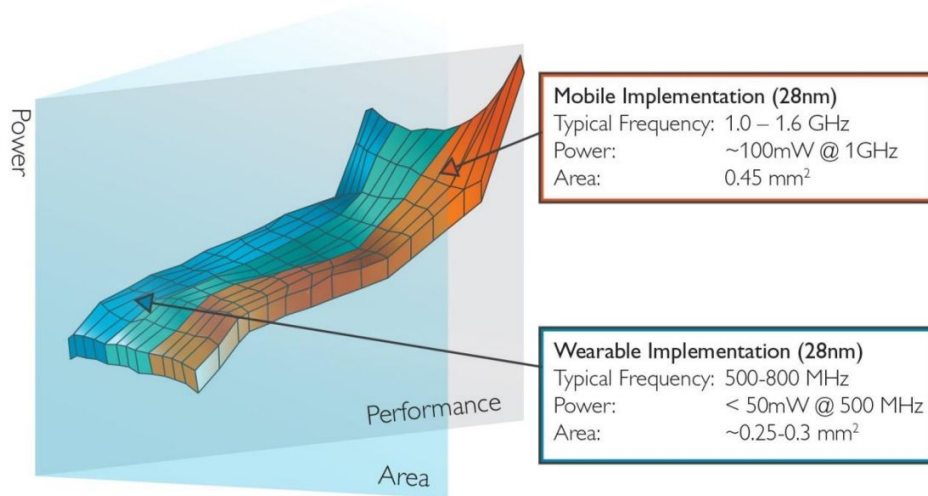 Power
Performance
Area
Mobile Implementation (28nm)
Typical Frequency: 1.0 – 1.6 GHz
Power: ~100mW @ 1GHz
Area: 0.45 mm²
Wearable Implementation (28nm)
Typical Frequency: 500-800 MHz
Power: < 50mW @ 500 MHz
Area: ~0.25-0.3 mm²